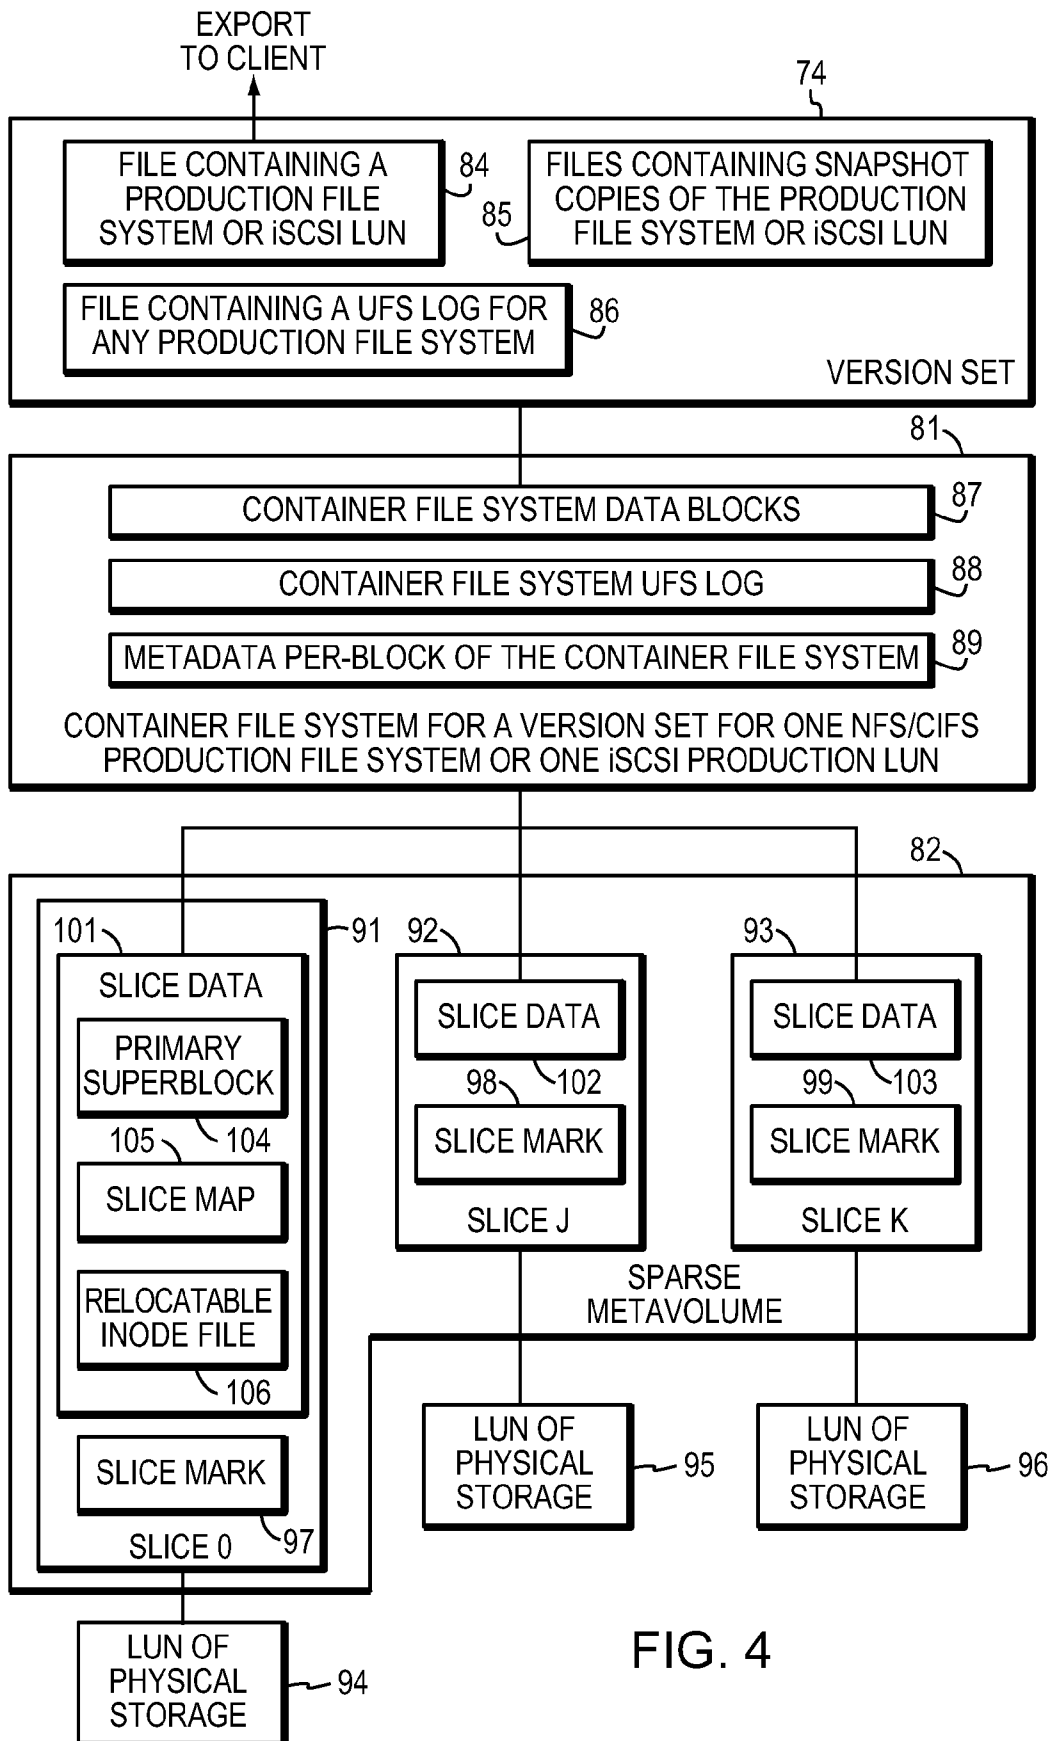 EXPORT
TO CLIENT
74
FILE CONTAINING A
PRODUCTION FILE
SYSTEM OR iSCSI LUN
84
FILES CONTAINING SNAPSHOT
COPIES OF THE PRODUCTION
FILE SYSTEM OR iSCSI LUN
85
FILE CONTAINING A UFS LOG FOR
ANY PRODUCTION FILE SYSTEM
86
VERSION SET
81
CONTAINER FILE SYSTEM DATA BLOCKS
87
CONTAINER FILE SYSTEM UFS LOG
88
METADATA PER-BLOCK OF THE CONTAINER FILE SYSTEM
89
CONTAINER FILE SYSTEM FOR A VERSION SET FOR ONE NFS/CIFS
PRODUCTION FILE SYSTEM OR ONE iSCSI PRODUCTION LUN
82
101
91
SLICE DATA
PRIMARY
SUPERBLOCK
105
104
SLICE MAP
RELOCATABLE
INODE FILE
106
SLICE MARK
97
SLICE 0
92
SLICE DATA
98
102
SLICE MARK
SLICE J
93
SLICE DATA
99
103
SLICE MARK
SLICE K
SPARSE
METAVOLUME
LUN OF
PHYSICAL
STORAGE
95
LUN OF
PHYSICAL
STORAGE
96
LUN OF
PHYSICAL
STORAGE
94
FIG. 4